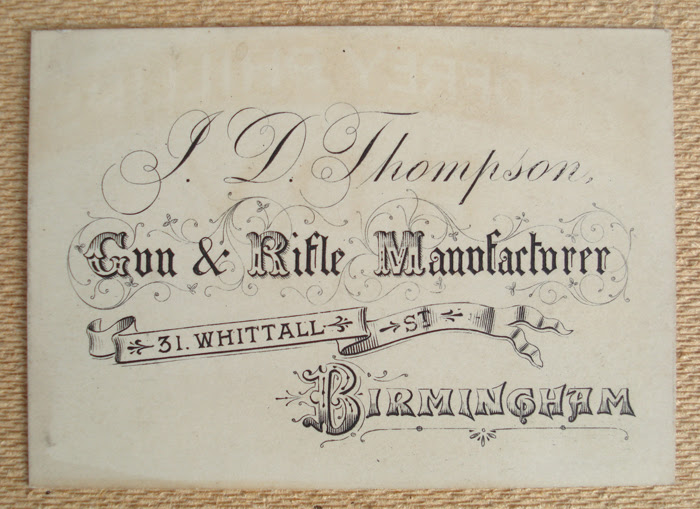 J. D. Thompson,
Gun & Rifle Manufacturer
31. WHITTALL ST
BIRMINGHAM